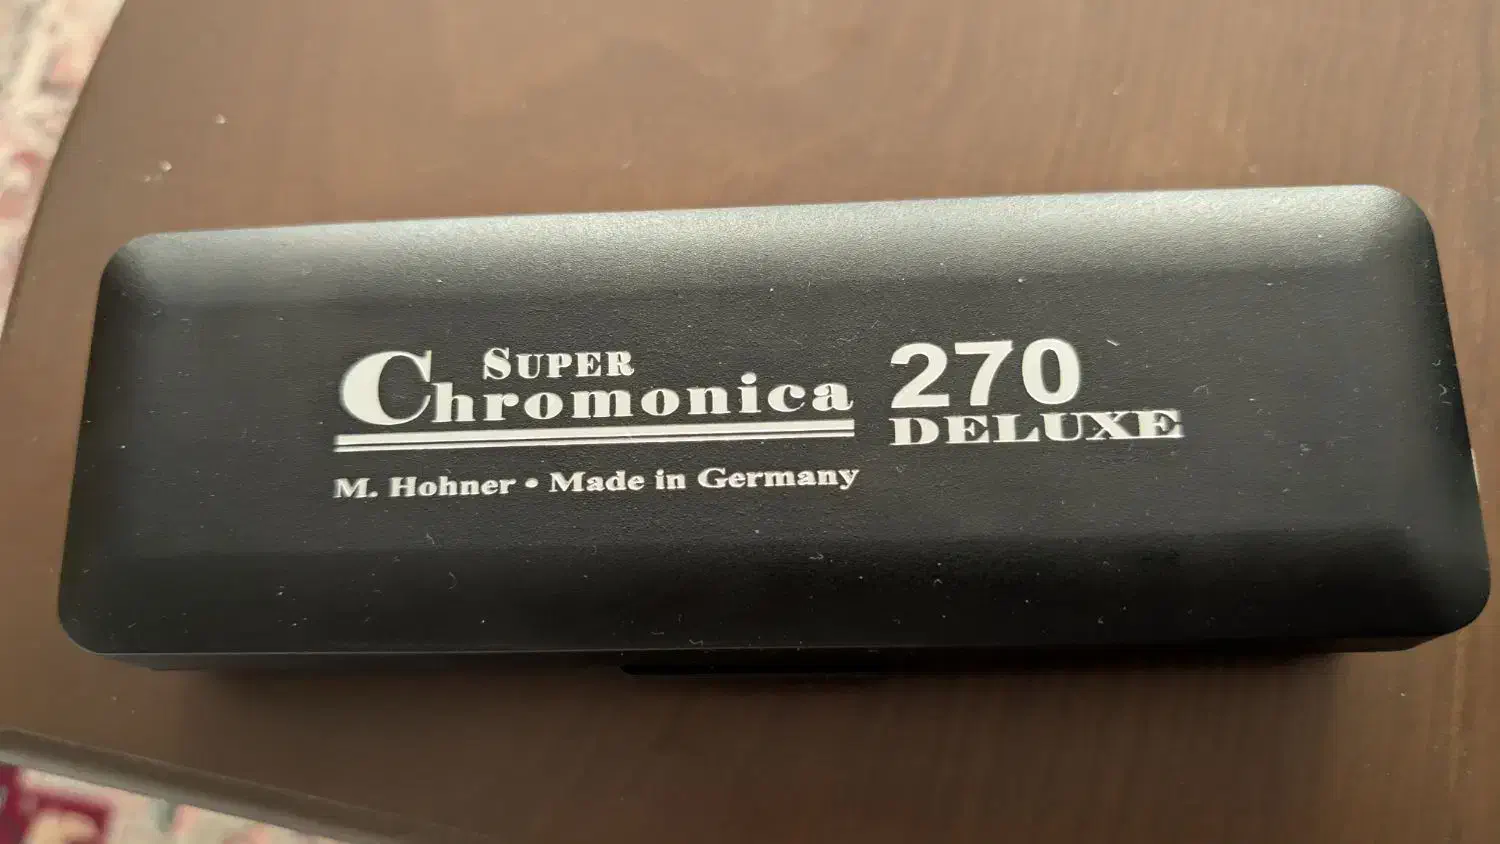 SUPER
Chromonica
270
DELUXE
M. Hohner • Made in Germany